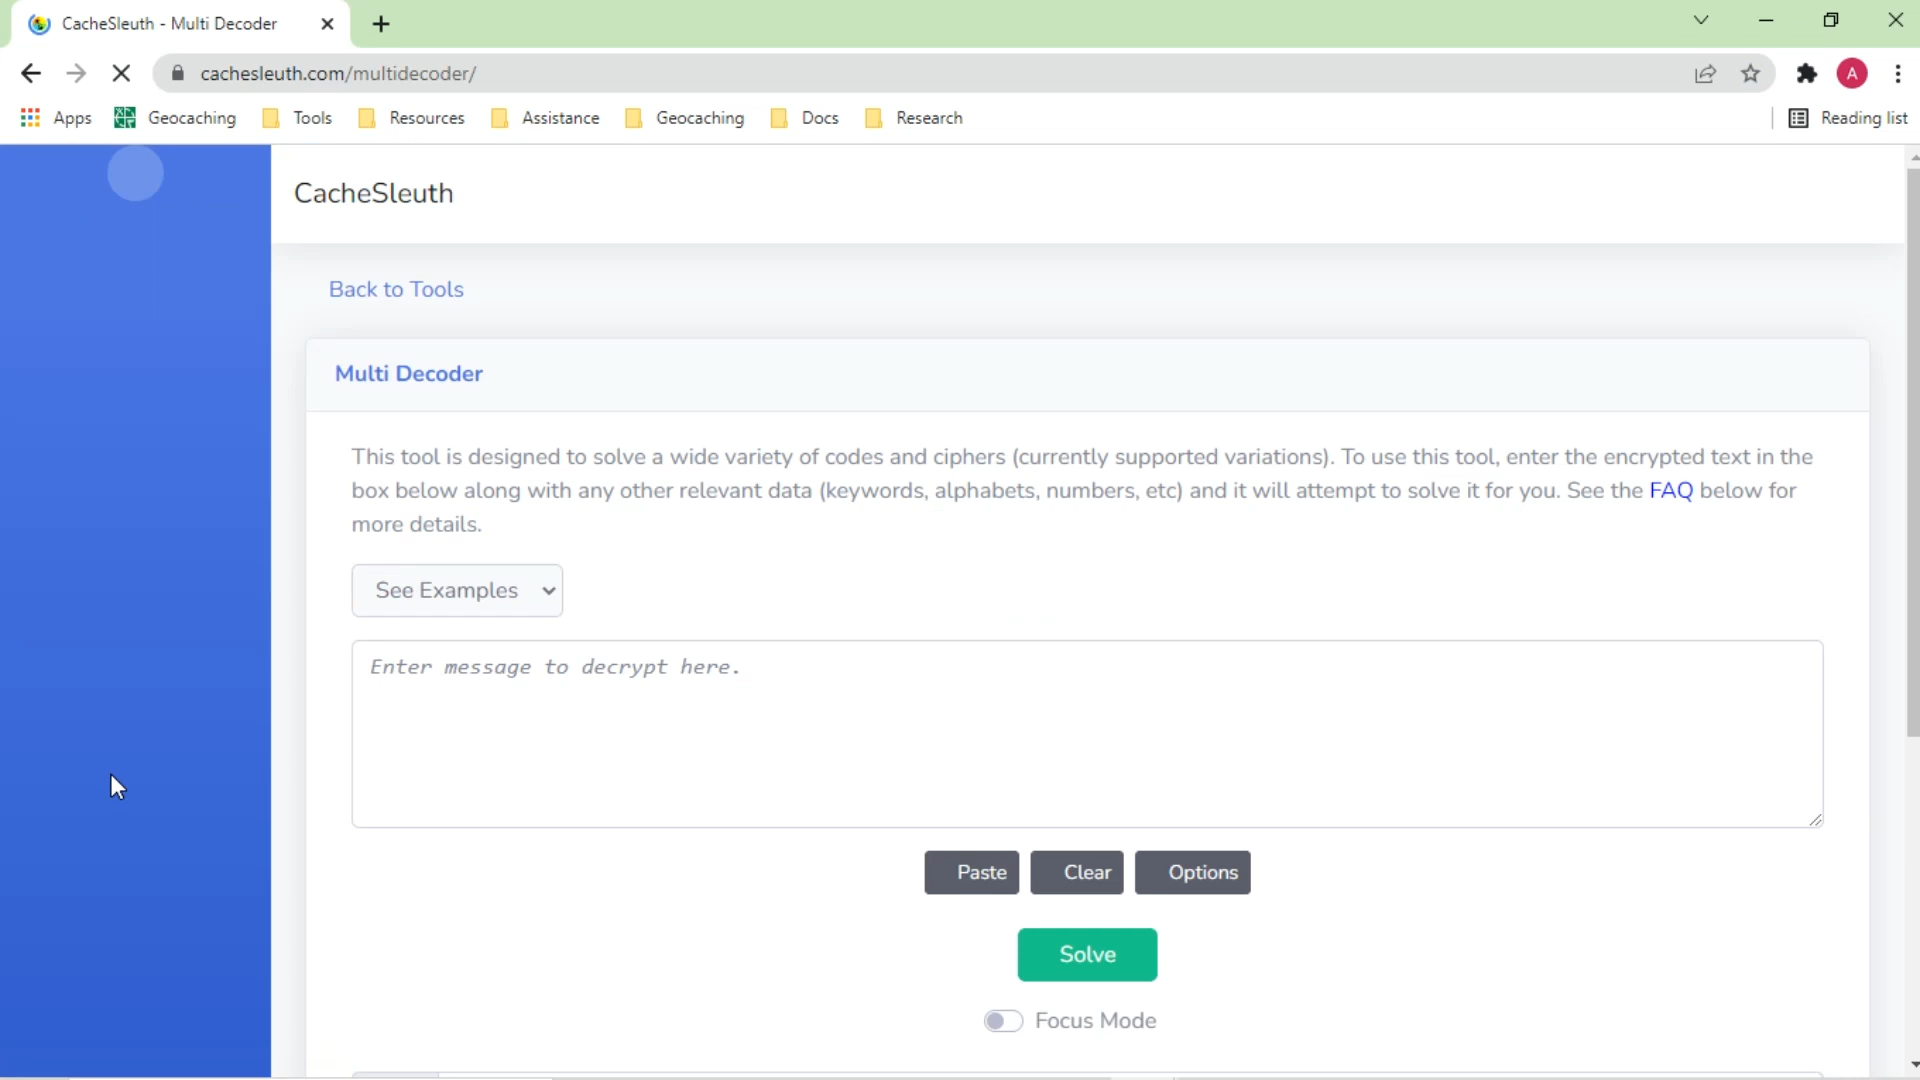 CacheSleuth - Multi Decoder
cachesleuth.com/multidecoder/
A
Apps Geocaching Tools Resources Assistance Geocaching Docs Research Reading list
CacheSleuth
Back to Tools
Multi Decoder
This tool is designed to solve a wide variety of codes and ciphers (currently supported variations). To use this tool, enter the encrypted text in the
box below along with any other relevant data (keywords, alphabets, numbers, etc) and it will attempt to solve it for you. See the FAQ below for
more details.
See Examples
Enter message to decrypt here.
Paste Clear Options
Solve
Focus Mode